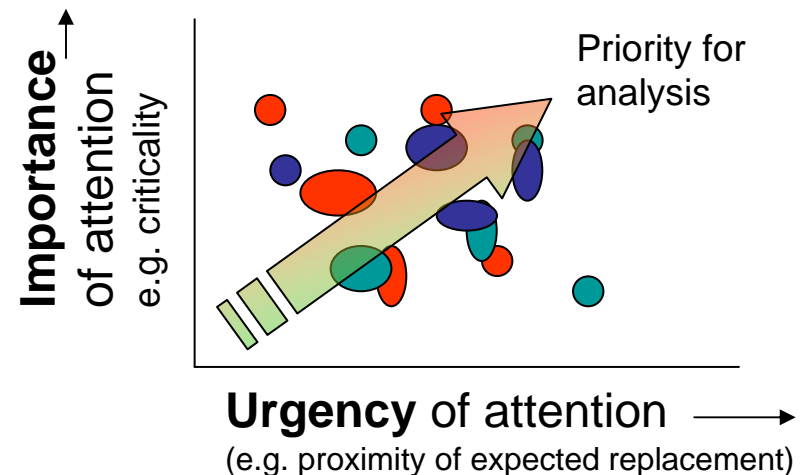 Importance
of attention
e.g. criticality
Priority for
analysis
Urgency of attention
(e.g. proximity of expected replacement)